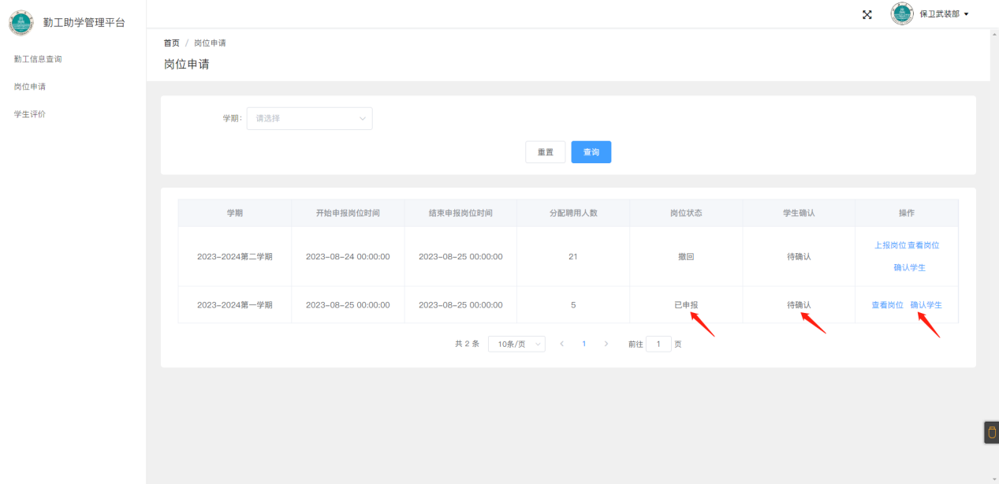 勤工助学管理平台
保卫武装部
勤工信息查询
岗位申请
学生评价
首页 / 岗位申请
岗位申请
学期： 请选择
重置 查询
学期 开始申报岗位时间 结束申报岗位时间 分配聘用人数 岗位状态 学生确认 操作
2023-2024第二学期 2023-08-24 00:00:00 2023-08-25 00:00:00 21 撤回 待确认 上报岗位 查看岗位
确认学生
2023-2024第一学期 2023-08-25 00:00:00 2023-08-25 00:00:00 5 已申报 待确认 查看岗位 确认学生
共 2 条 10条/页 1 前往 1 页